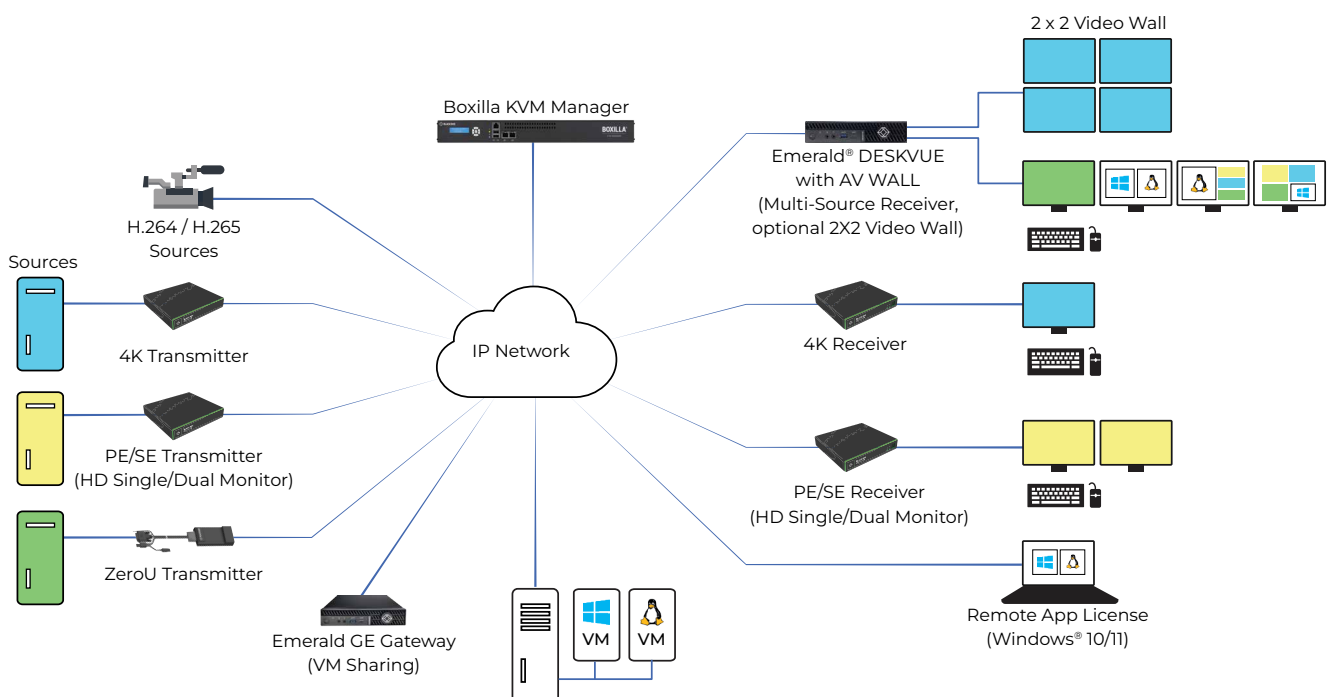 2 x 2 Video Wall
Boxilla KVM Manager
BOXILLA
Emerald® DESKVUE
with AV WALL
(Multi-Source Receiver,
optional 2X2 Video Wall)
H.264 / H.265
Sources
Sources
4K Transmitter
IP Network
4K Receiver
PE/SE Transmitter
(HD Single/Dual Monitor)
PE/SE Receiver
(HD Single/Dual Monitor)
ZeroU Transmitter
Emerald GE Gateway
(VM Sharing)
VM
VM
Remote App License
(Windows® 10/11)